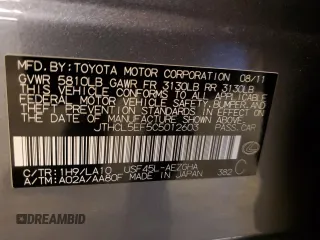 MFD.BY: TOYOTA MOTOR CORPORATION 08/11
GVWR 5810LB GAWR FR 3130LB RR 3130LB
THIS VEHICLE CONFORMS TO ALL APPLICABLE
FEDERAL MOTOR VEHICLE SAFETY, BUMPER, AND
THEFT PREVENTION STANDARDS IN EFFECT ON
THE DATE OF MANUFACTURE SHOWN ABOVE.
JTHCL5EF5C5012603
PASS. CAR
C/TR:1H9/LA10 USF45L-AEZGHA
A/TM:A02A/AA80F MADE IN JAPAN 382 C
DREAMBID